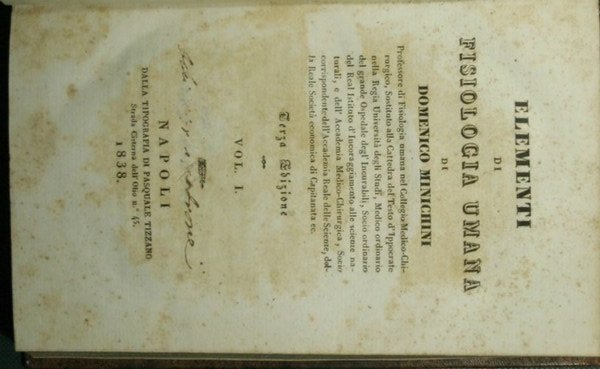 ELEMENTI
DI
FISIOLOGIA UMANA
DI
DOMENICO MINICHINI
Professore di Fisiologia umana nel Collegio Medico-Chi-
rurgico, Sostituto alla Cattedra del Testo d'Ippocrate
nella Regia Università degli Studi, Medico ordinario
del grande Ospedale degl' Incurabili, Socio ordinario
del Real Istituto d'Incoraggiamento alle scienze na-
turali, e dell' Accademia Medico-Chirurgica, Socio
corrispondente dell'Accademia Reale delle Scienze, del-
la Reale Società economica di Capitanata ec.
Terza Edizione
VOL. I.
NAPOLI
DALLA TIPOGRAFIA DI PASQUALE TIZZANO
Strada Cisterna dell'Olio n. 45.
1838.